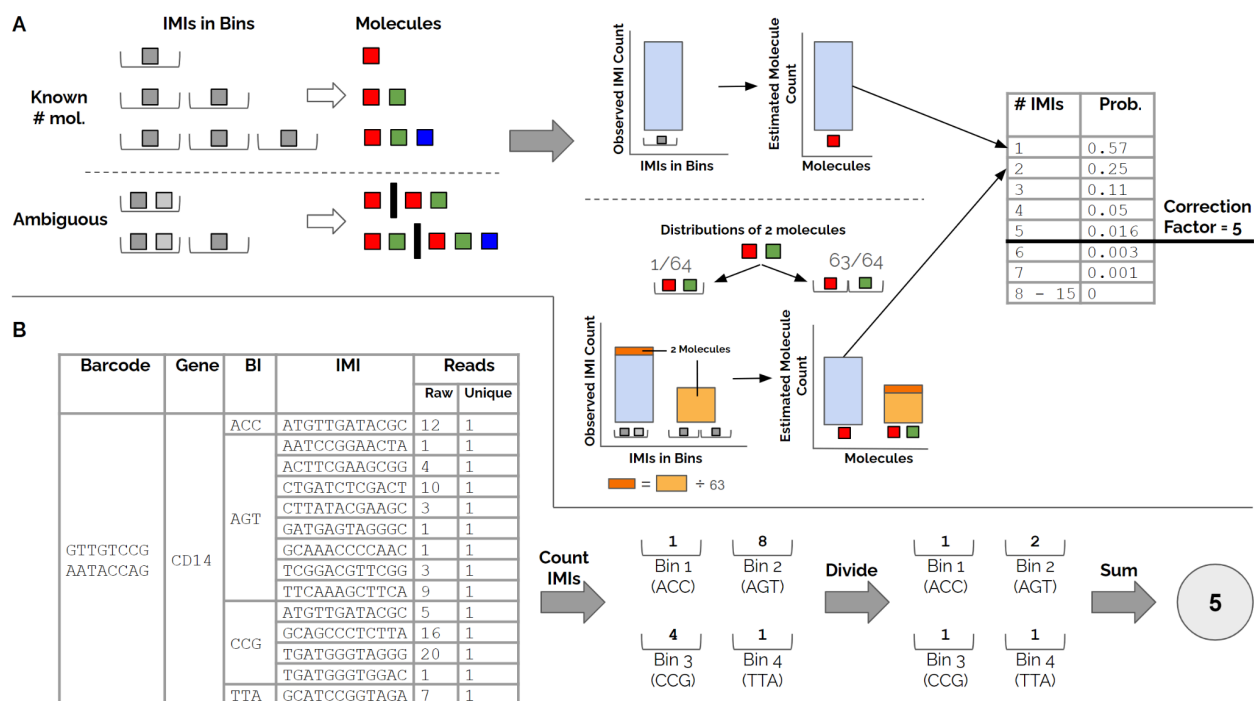 A
IMIs in Bins
Molecules
Known
# mol.
Ambiguous
Observed IMI Count
IMIs in Bins
Estimated Molecule
Count
Molecules
Distributions of 2 molecules
1/64
63/64
Observed IMI Count
2 Molecules
IMIs in Bins
= ÷ 63
Estimated Molecule
Count
Molecules
# IMIs Prob.
1 0.57
2 0.25
3 0.11
4 0.05
5 0.016
6 0.003
7 0.001
8 - 15 0
Correction
Factor = 5
B
Barcode Gene BI IMI Reads
Raw Unique
GTTGTCCG
AATACCAG
CD14
ACC ATGTTGATACGC 12 1
AGT
AATCCGGAACTA 1 1
ACTTCGAAGCGG 4 1
CTGATCTCGACT 10 1
CTTATACGAAGC 3 1
GATGAGTAGGGC 1 1
GCAAACCCCAAC 1 1
TCGGACGTTCGG 3 1
TTCAAAGCTTCA 9 1
CCG
ATGTTGATACGC 5 1
GCAGCCCTCTTA 16 1
TGATGGGTAGGG 20 1
TGATGGGTGGAC 1 1
TTA GCATCCGGTAGA 7 1
Count
IMIs
1
Bin 1
(ACC)
8
Bin 2
(AGT)
4
Bin 3
(CCG)
1
Bin 4
(TTA)
Divide
1
Bin 1
(ACC)
2
Bin 2
(AGT)
1
Bin 3
(CCG)
1
Bin 4
(TTA)
Sum
5